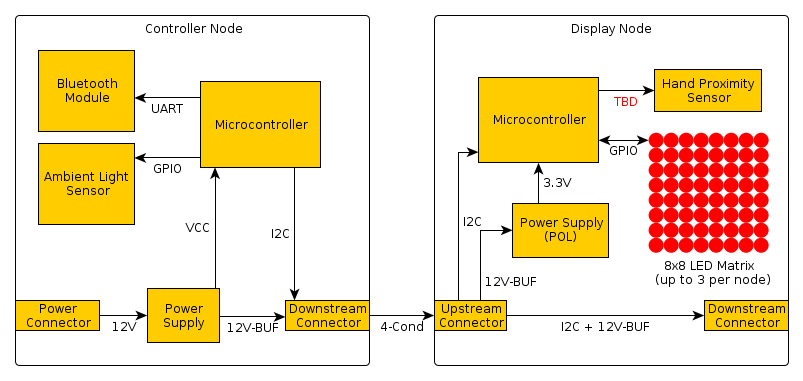 Controller Node
Bluetooth
Module
UART
Microcontroller
Ambient Light
Sensor
GPIO
VCC
I2C
Power
Connector
12V
Power
Supply
12V-BUF
Downstream
Connector
4-Cond
Display Node
Microcontroller
TBD
Hand Proximity
Sensor
GPIO
3.3V
I2C
Power Supply
(POL)
12V-BUF
8x8 LED Matrix
(up to 3 per node)
Upstream
Connector
I2C + 12V-BUF
Downstream
Connector